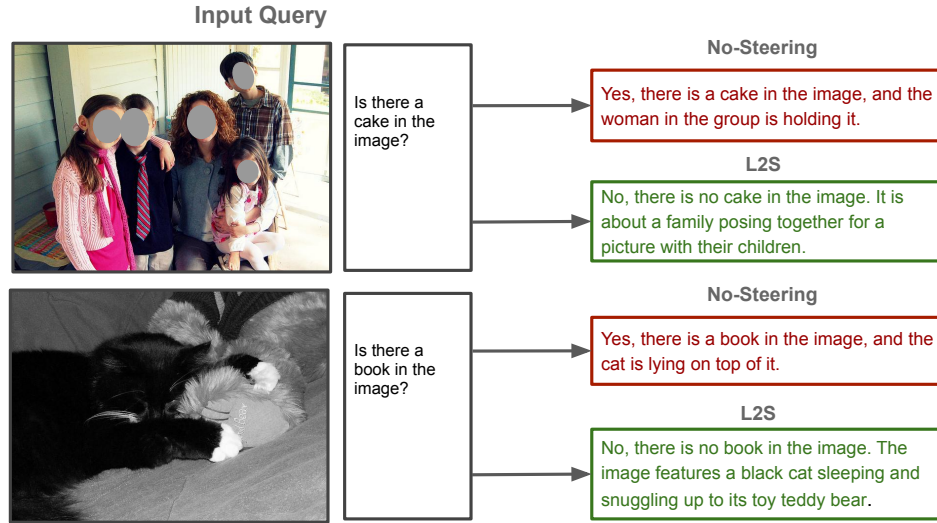 Input Query
No-Steering
Is there a
cake in the
image?
Yes, there is a cake in the image, and the
woman in the group is holding it.
L2S
No, there is no cake in the image. It is
about a family posing together for a
picture with their children.
No-Steering
Is there a
book in the
image?
Yes, there is a book in the image, and the
cat is lying on top of it.
L2S
No, there is no book in the image. The
image features a black cat sleeping and
snuggling up to its toy teddy bear.